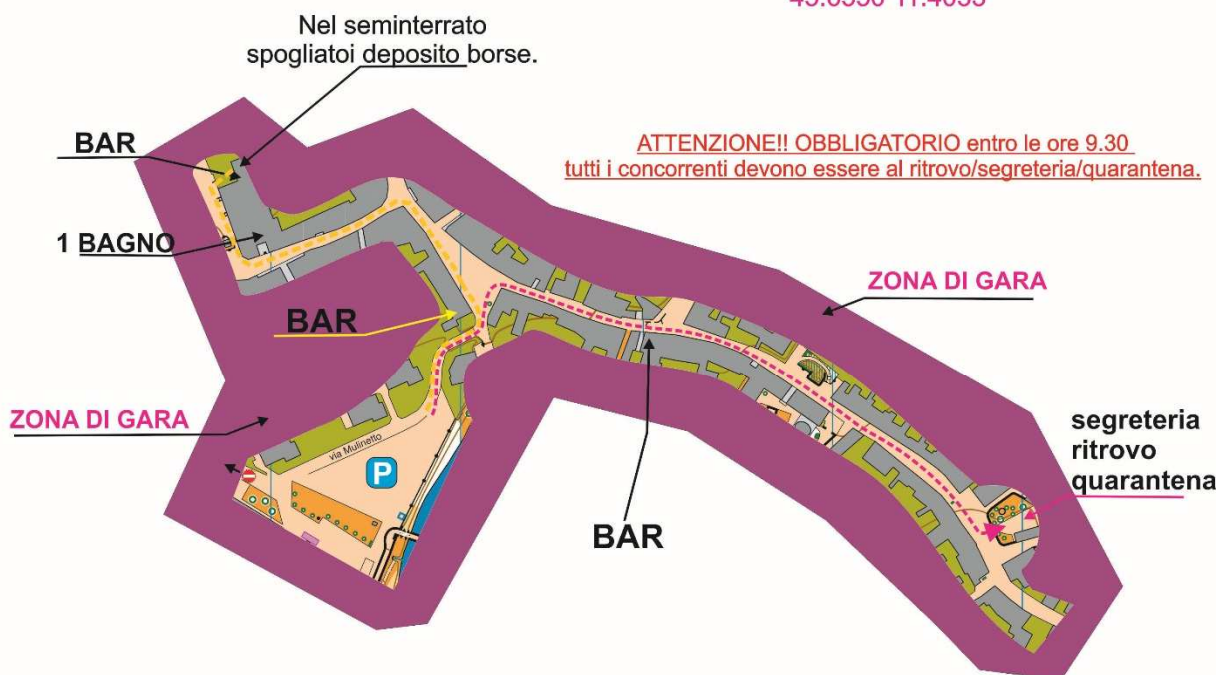 Nel seminterrato
spogliatoi deposito borse.
BAR
ATTENZIONE!! OBBLIGATORIO entro le ore 9.30
tutti i concorrenti devono essere al ritrovo/segreteria/quarantena.
1 BAGNO
ZONA DI GARA
BAR
ZONA DI GARA
segreteria
ritrovo
quarantena
via Mulinetto
P
BAR